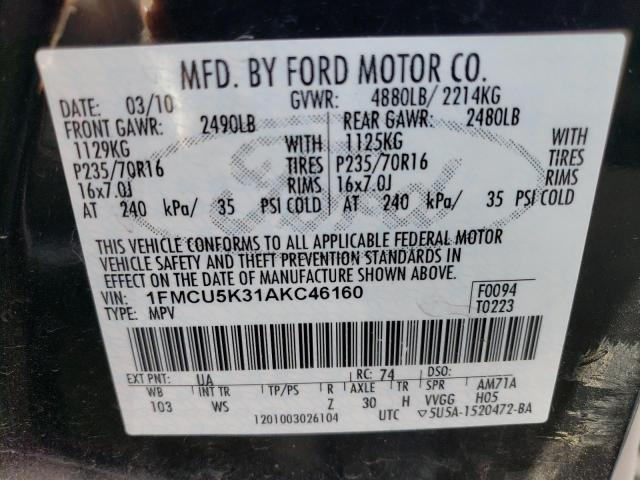 MFD. BY FORD MOTOR CO.
DATE: 03/10 GVWR: 4880LB/ 2214KG
FRONT GAWR: 2490LB REAR GAWR: 2480LB
1129KG WITH 1125KG WITH
P235/70R16 TIRES P235/70R16 TIRES
16x7.0J RIMS 16x7.0J RIMS
AT 240 kPa/ 35 PSI COLD AT 240 kPa/ 35 PSI COLD
Ford
THIS VEHICLE CONFORMS TO ALL APPLICABLE FEDERAL MOTOR
VEHICLE SAFETY AND THEFT PREVENTION STANDARDS IN
EFFECT ON THE DATE OF MANUFACTURE SHOWN ABOVE.
VIN: 1FMCU5K31AKC46160 F0094
TYPE: MPV T0223
EXT PNT: UA RC: 74 DSO:
WB INT TR TP/PS R AXLE TR SPR AM71A
103 WS Z 30 H VVGG H05
1201003026104 UTC ▽5U5A-1520472-BA